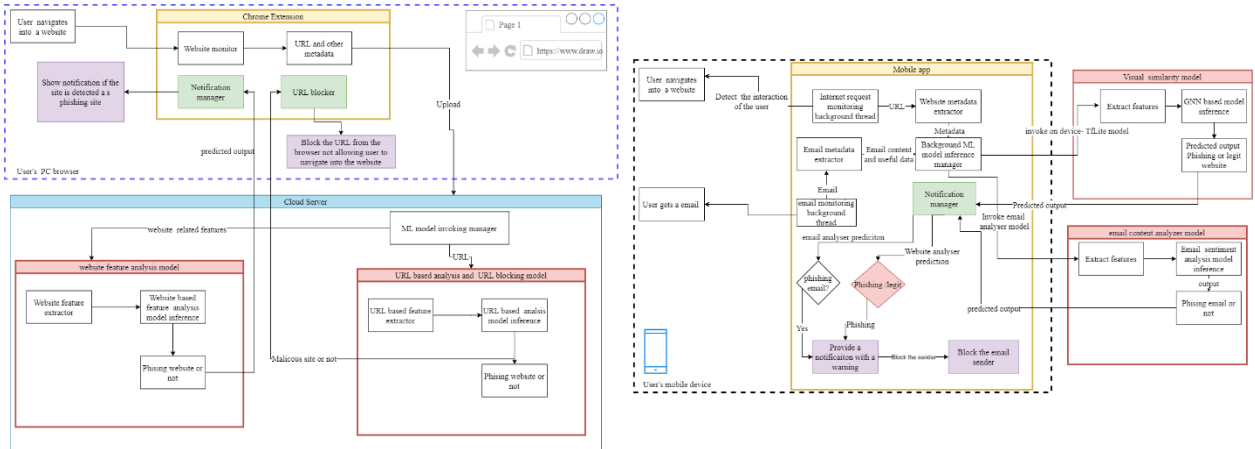 Chrome Extension
User navigates
into a website
Website monitor
URL and other
metadata
Page 1
https://www.draw.io
Show notification if the
site is detected a s
phishing site
Notification
manager
URL blocker
Upload
predicted output
Block the URL from the
browser not allowing user to
navigate into the website
User's PC browser
Cloud Server
ML model invoking manager
website related features
URL
website feature analysis model
Website feature
extractor
Website based
feature analysis
model inference
Phising website or
not
URL based analysis and URL blocking model
URL based feature
extractor
URL based analsis
model inference
Malicous site or not
Phising website or
not
Mobile app
User navigates
into a website
Detect the interaction
of the user
Internet request
monitoring
background thread
URL
Website metadata
extractor
Metadata
Email metadata
extractor
Email content
and useful data
Background ML
model inference
manager
invoke on device- TfLite model
Email
User gets a email
email monitoring
background
thread
Notification
manager
Predicted output
Invoke email
analyser model
email analyser prediciton
Website analyser
prediction
phishing
email?
Phishing /legit
predicted output
Yes
Phishing
Provide a
notificaiton with a
warning
Block the sender
Block the email
sender
User's mobile device
Visual similarity model
Extract features
GNN based model
inference
Predicted output
Phishing or legit
website
email content analyzer model
Extract features
Email sentiment
analysis model
inference
output
Phising email or
not